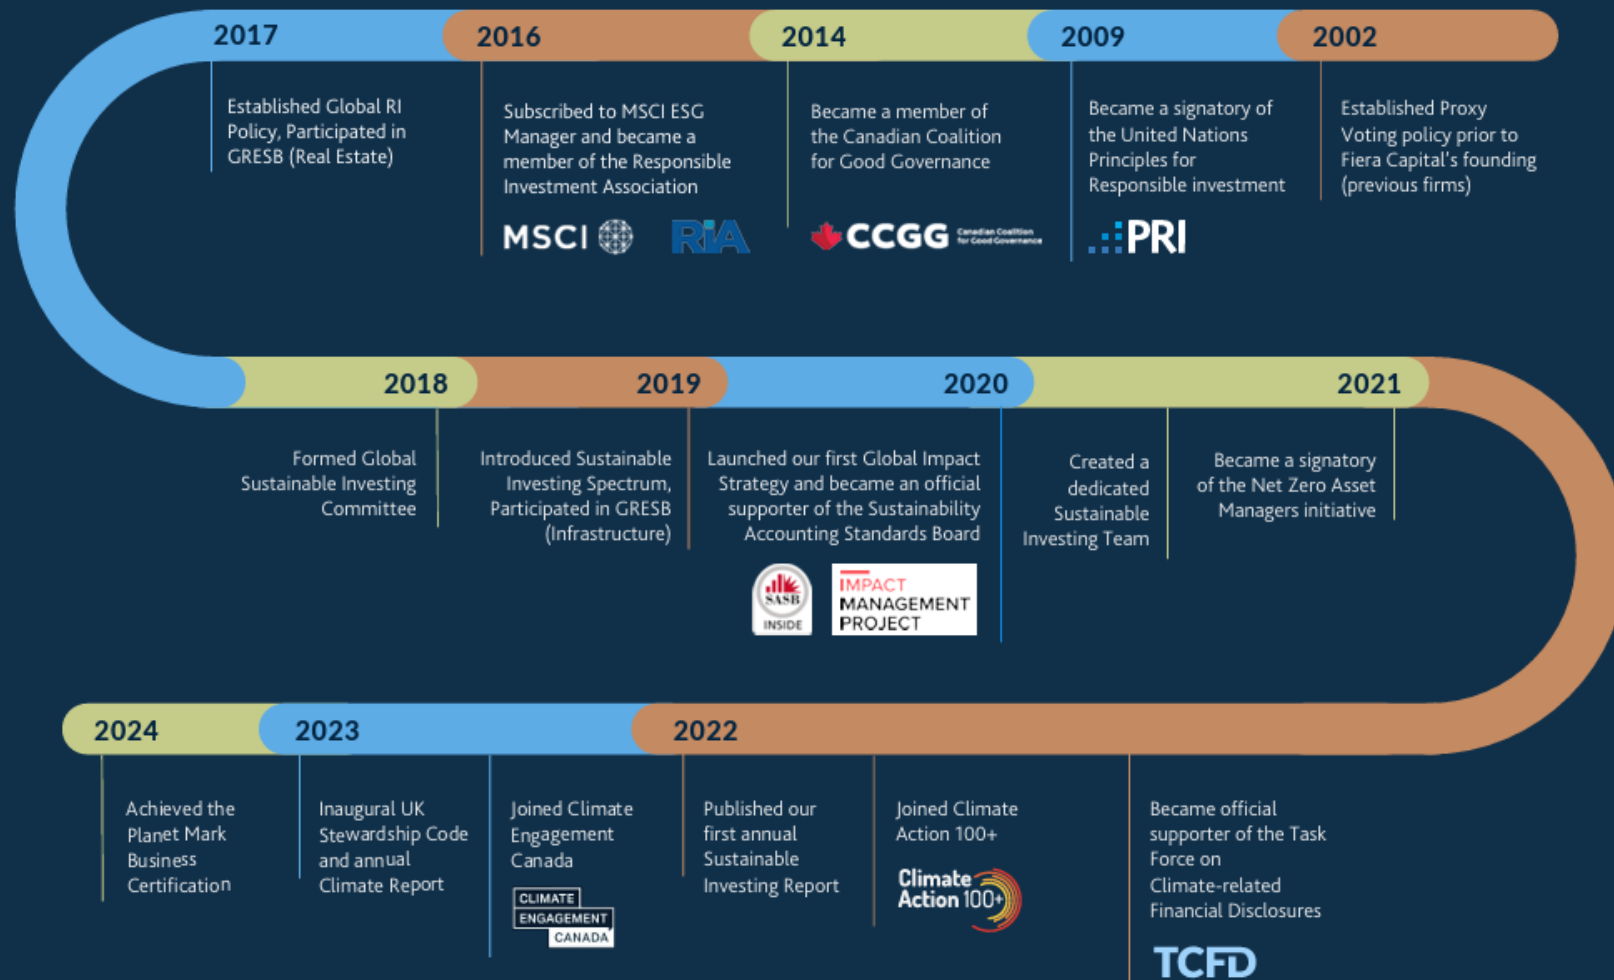 2017
Established Global RI
Policy, Participated in
GRESB (Real Estate)
2016
Subscribed to MSCI ESG
Manager and became a
member of the Responsible
Investment Association
MSCI
RIA
2014
Became a member of
the Canadian Coalition
for Good Governance
CCGG
Canadian Coalition
for Good Governance
2009
Became a signatory of
the United Nations
Principles for
Responsible investment
PRI
2002
Established Proxy
Voting policy prior to
Fiera Capital's founding
(previous firms)
2018
Formed Global
Sustainable Investing
Committee
2019
Introduced Sustainable
Investing Spectrum,
Participated in GRESB
(Infrastructure)
2020
Launched our first Global Impact
Strategy and became an official
supporter of the Sustainability
Accounting Standards Board
SASB
INSIDE
IMPACT
MANAGEMENT
PROJECT
2021
Created a
dedicated
Sustainable
Investing Team
Became a signatory
of the Net Zero Asset
Managers initiative
2024
Achieved the
Planet Mark
Business
Certification
2023
Inaugural UK
Stewardship Code
and annual
Climate Report
Joined Climate
Engagement
Canada
CLIMATE
ENGAGEMENT
CANADA
2022
Published our
first annual
Sustainable
Investing Report
Joined Climate
Action 100+
Climate
Action 100+
Became official
supporter of the Task
Force on
Climate-related
Financial Disclosures
TCFD